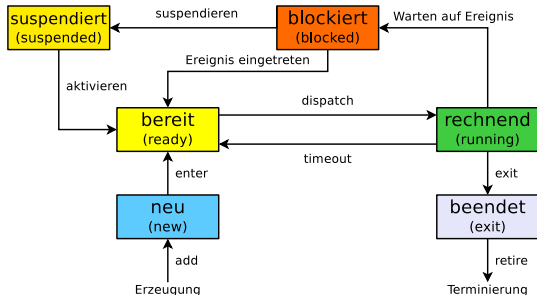 suspendiert
(suspended)
suspendieren
blockiert
(blocked)
Warten auf Ereignis
Ereignis eingetreten
aktivieren
bereit
(ready)
dispatch
timeout
rechnend
(running)
enter
exit
neu
(new)
beendet
(exit)
add
retire
Erzeugung
Terminierung